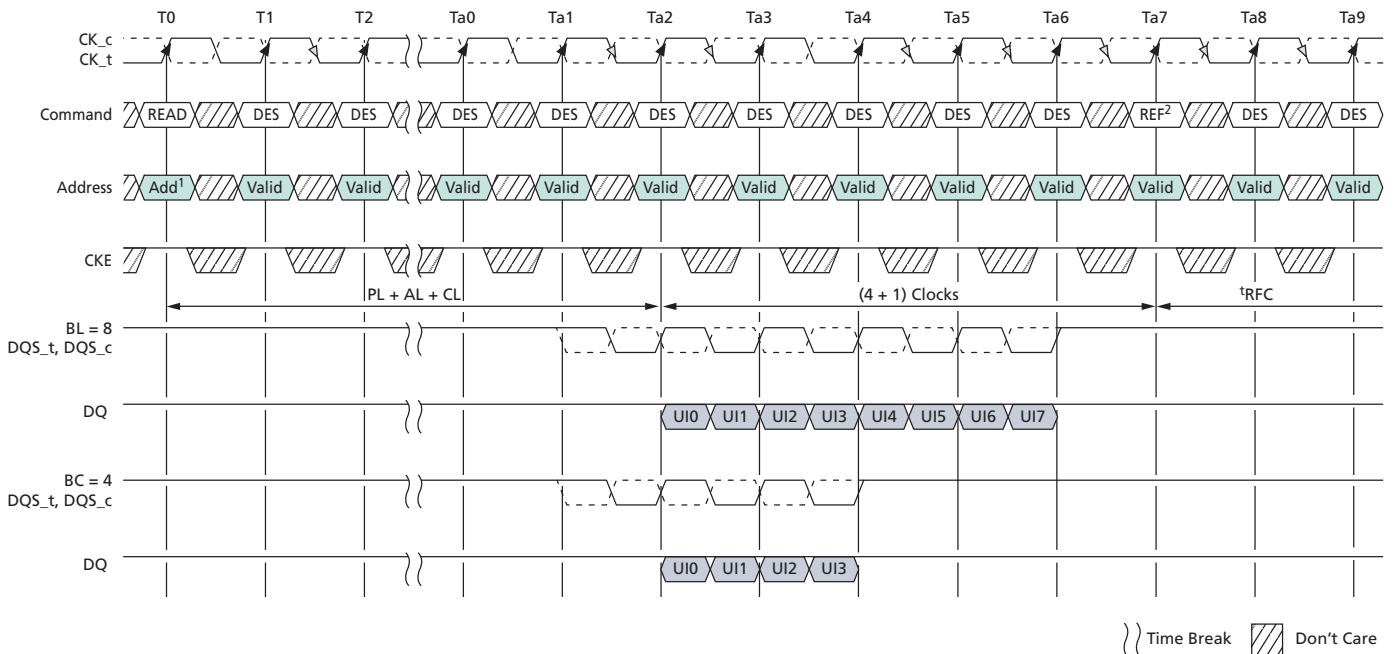 T0 T1 T2 Ta0 Ta1 Ta2 Ta3 Ta4 Ta5 Ta6 Ta7 Ta8 Ta9
CK_c
CK_t
Command READ DES DES DES DES DES DES DES DES DES REF² DES DES
Address Add¹ Valid Valid Valid Valid Valid Valid Valid Valid Valid Valid Valid Valid
CKE
PL + AL + CL (4 + 1) Clocks ᵗRFC
BL = 8
DQS_t, DQS_c
DQ UI0 UI1 UI2 UI3 UI4 UI5 UI6 UI7
BC = 4
DQS_t, DQS_c
DQ UI0 UI1 UI2 UI3
Time Break Don't Care